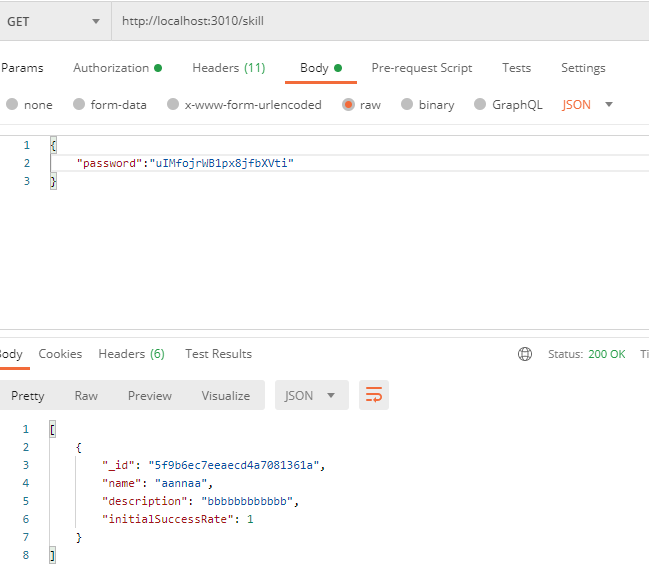 GET http://localhost:3010/skill
Params Authorization Headers (11) Body Pre-request Script Tests Settings
none form-data x-www-form-urlencoded raw binary GraphQL JSON
1 {
2 "password":"uIMfojrWB1px8jfbXVti"
3 }
Body Cookies Headers (6) Test Results Status: 200 OK Ti
Pretty Raw Preview Visualize JSON
1 [
2 {
3 "_id": "5f9b6ec7eeaecd4a7081361a",
4 "name": "aannaa",
5 "description": "bbbbbbbbbbbb",
6 "initialSuccessRate": 1
7 }
8 ]